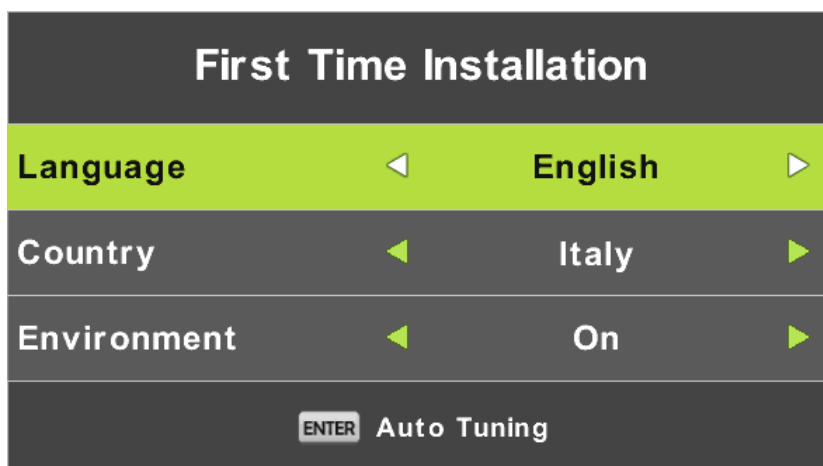 First Time Installation
Language English
Country Italy
Environment On
ENTER Auto Tuning